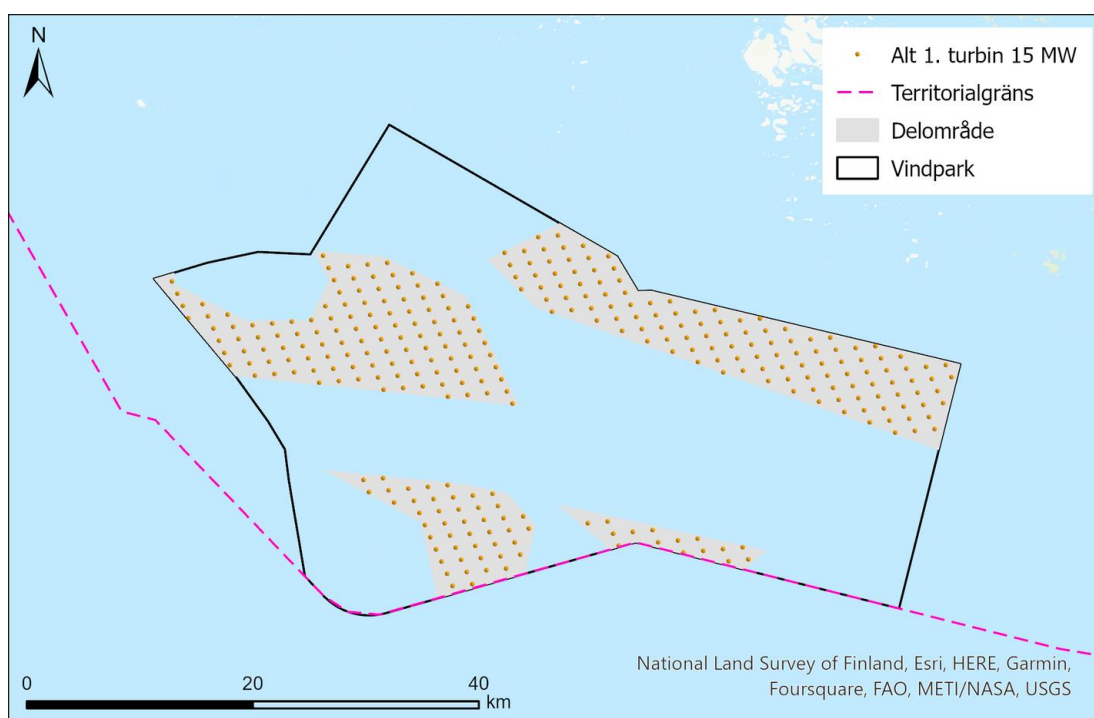 N
Alt 1. turbin 15 MW
Territorialgräns
Delområde
Vindpark
National Land Survey of Finland, Esri, HERE, Garmin,
Foursquare, FAO, METI/NASA, USGS
0 20 40
km